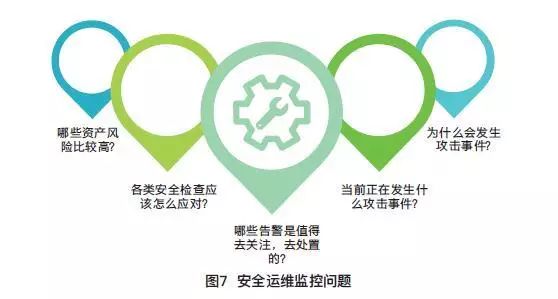 哪些资产风
险比较高?
各类安全检查应
该怎么应对?
哪些告警是值得
去关注，去处置
的?
当前正在发生什
么攻击事件?
为什么会发生
攻击事件?
图7 安全运维监控问题